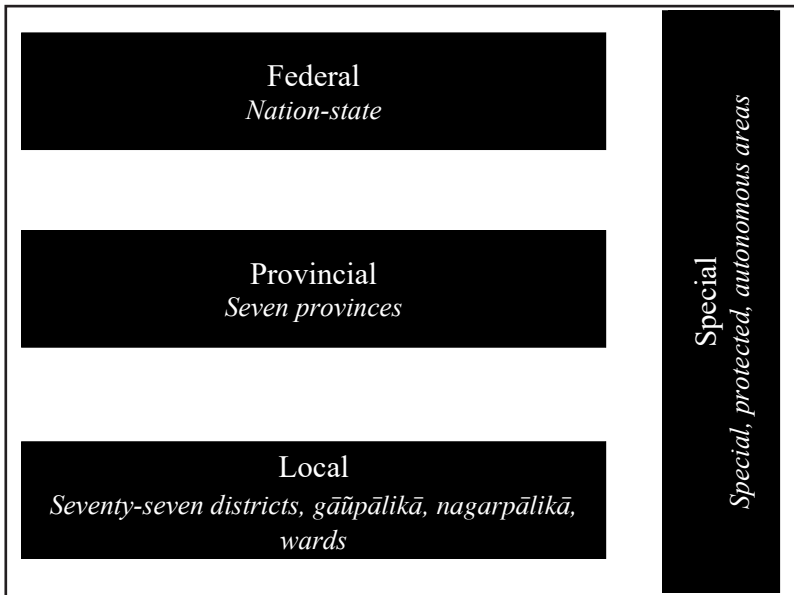 Federal
Nation-state
Provincial
Seven provinces
Local
Seventy-seven districts, gāũpālikā, nagarpālikā,
wards
Special
Special, protected, autonomous areas